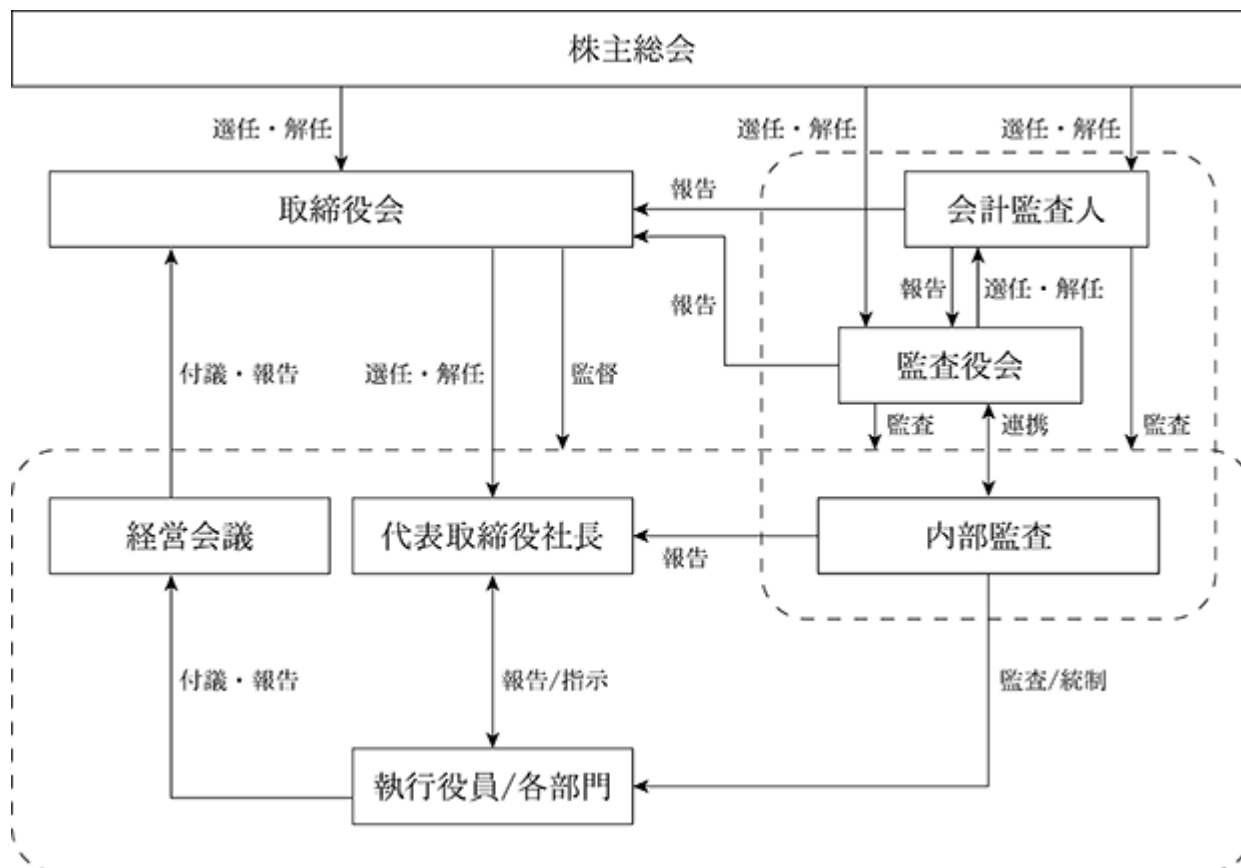 株主総会
選任・解任
選任・解任
選任・解任
取締役会
報告
会計監査人
報告
報告
選任・解任
監査役会
付議・報告
選任・解任
監督
監査
連携
監査
経営会議
代表取締役社長
報告
内部監査
付議・報告
報告/指示
監査/統制
執行役員/各部門